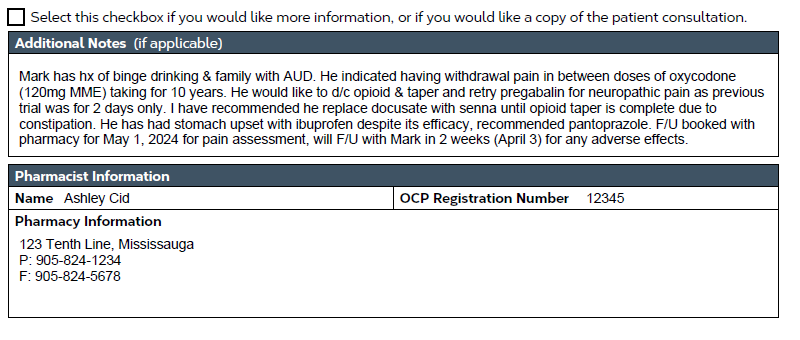 Select this checkbox if you would like more information, or if you would like a copy of the patient consultation.
Additional Notes (if applicable)
Mark has hx of binge drinking & family with AUD. He indicated having withdrawal pain in between doses of oxycodone
(120mg MME) taking for 10 years. He would like to d/c opioid & taper and retry pregabalin for neuropathic pain as previous
trial was for 2 days only. I have recommended he replace docusate with senna until opioid taper is complete due to
constipation. He has had stomach upset with ibuprofen despite its efficacy, recommended pantoprazole. F/U booked with
pharmacy for May 1, 2024 for pain assessment, will F/U with Mark in 2 weeks (April 3) for any adverse effects.
Pharmacist Information
Name Ashley Cid OCP Registration Number 12345
Pharmacy Information
123 Tenth Line, Mississauga
P: 905-824-1234
F: 905-824-5678